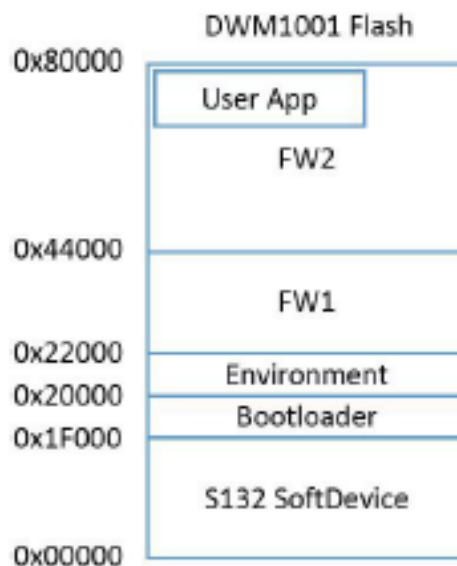 DWM1001 Flash
0x80000
User App
FW2
0x44000
FW1
0x22000
Environment
0x20000
Bootloader
0x1F000
S132 SoftDevice
0x00000